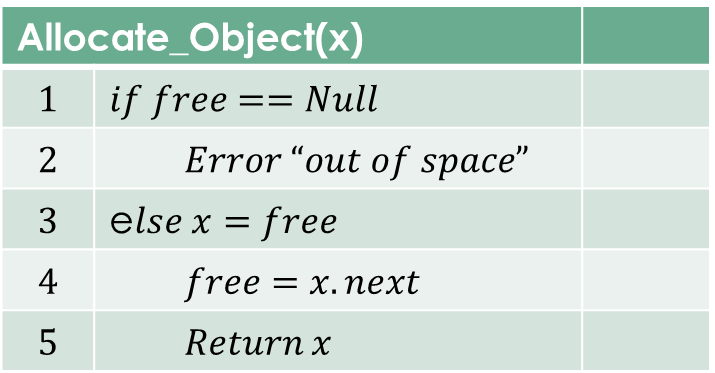 Allocate_Object(x)
1 if free == Null
2 Error “out of space”
3 else x = free
4 free = x.next
5 Return x